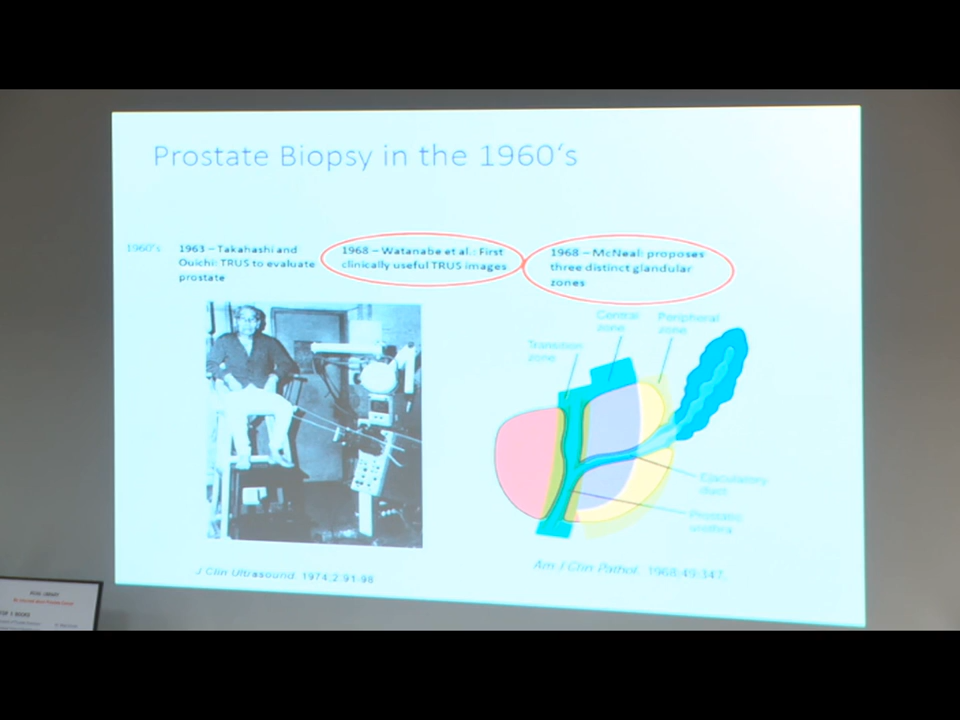 Prostate Biopsy in the 1960's
1960's
1963 – Takahashi and
Ouichi: TRUS to evaluate
prostate
1968 – Watanabe et al.: First
clinically useful TRUS images
1968 – McNeal: proposes
three distinct glandular
zones
Central
zone
Peripheral
zone
Transition
zone
Ejaculatory
duct
Prostatic
urethra
J Clin Ultrasound. 1974;2:91-98
Am J Clin Pathol. 1968;49:347.